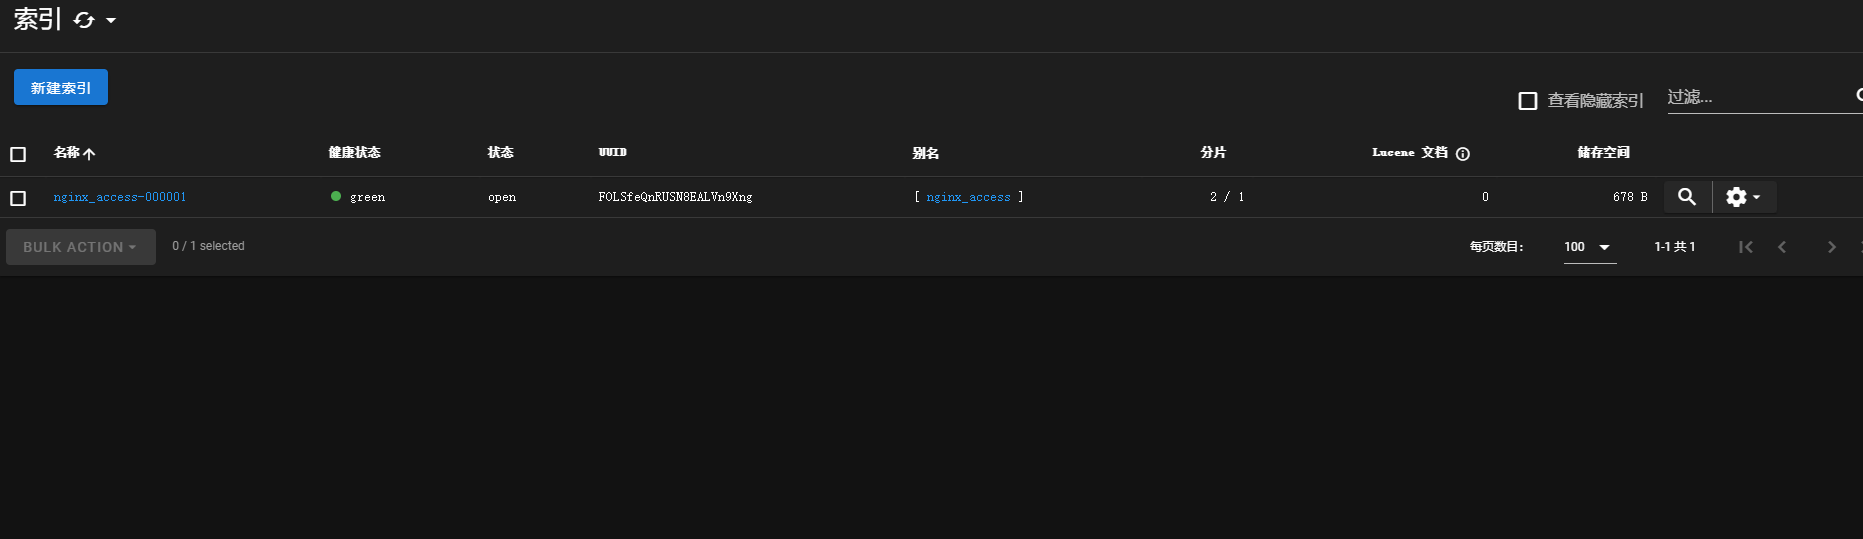 索引
新建索引
查看隐藏索引 过滤...
名称 健康状态 状态 UUID 别名 分片 Lucene 文档 储存空间
nginx_access-000001 green open FOLSfeQnRUSN8EALVn9Xng [ nginx_access ] 2 / 1 0 678 B
BULK ACTION 0 / 1 selected 每页数目: 100 1-1 共 1